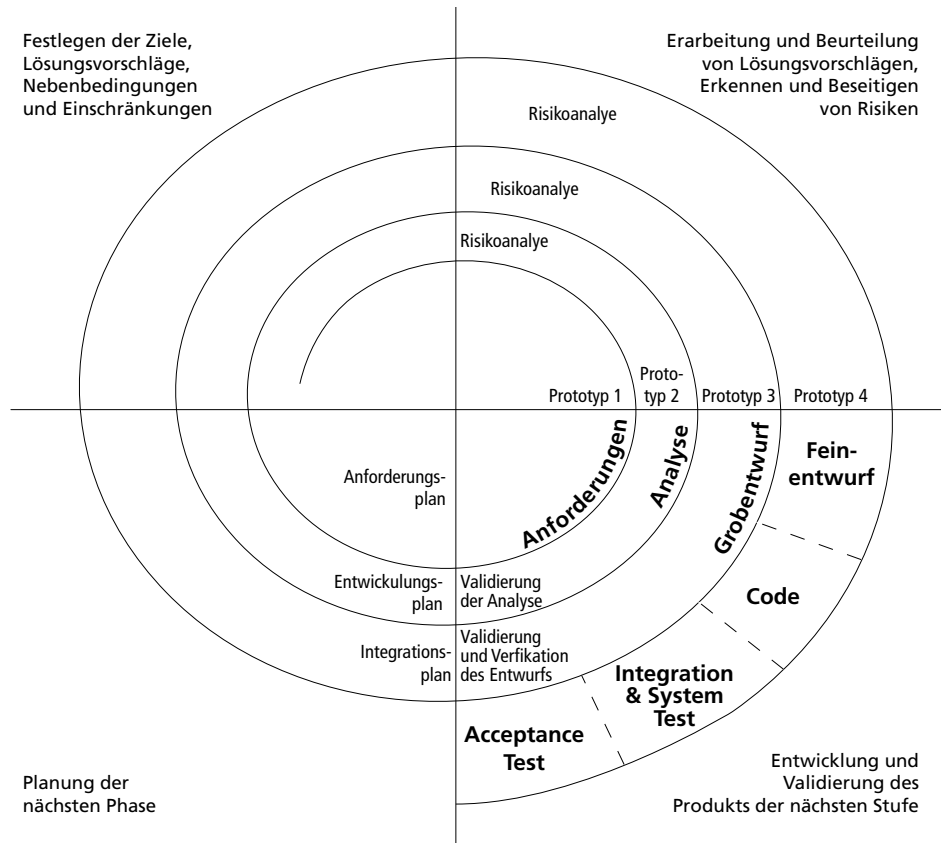 Festlegen der Ziele,
Lösungsvorschläge,
Nebenbedingungen
und Einschränkungen
Erarbeitung und Beurteilung
von Lösungsvorschlägen,
Erkennen und Beseitigen
von Risiken
Risikoanalye
Risikoanalye
Risikoanalye
Prototyp 1
Proto-
typ 2
Prototyp 3
Prototyp 4
Anforderungen
Analyse
Grobentwurf
Fein-
entwurf
Anforderungs-
plan
Code
Entwickulungs-
plan
Validierung
der Analyse
Integrations-
plan
Validierung
und Verfikation
des Entwurfs
Integration
& System
Test
Acceptance
Test
Planung der
nächsten Phase
Entwicklung und
Validierung des
Produkts der nächsten Stufe